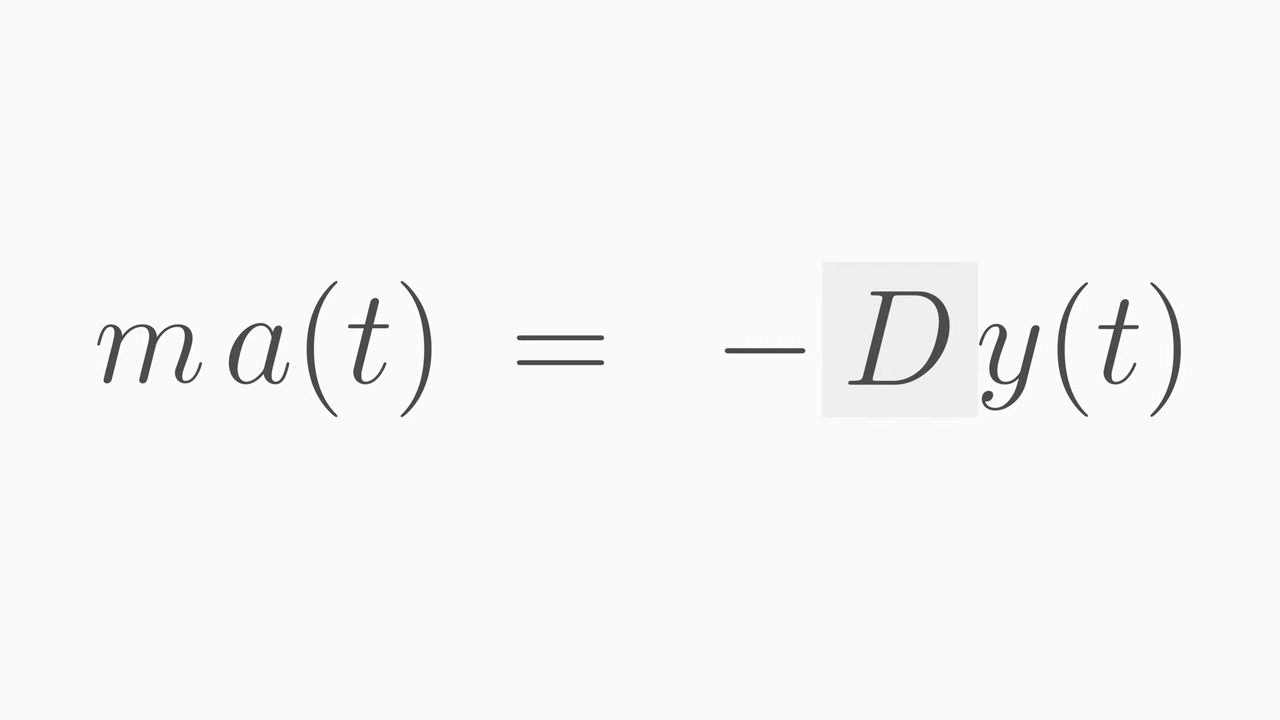 m a(t) = −D y(t)